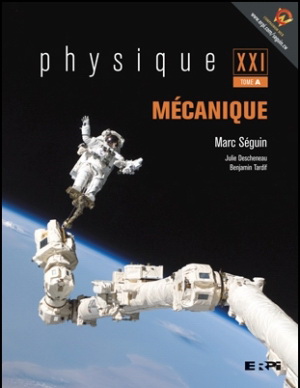 physique XXI
TOME A
MÉCANIQUE
Marc Séguin
Julie Descheneau
Benjamin Tardif
ERPI